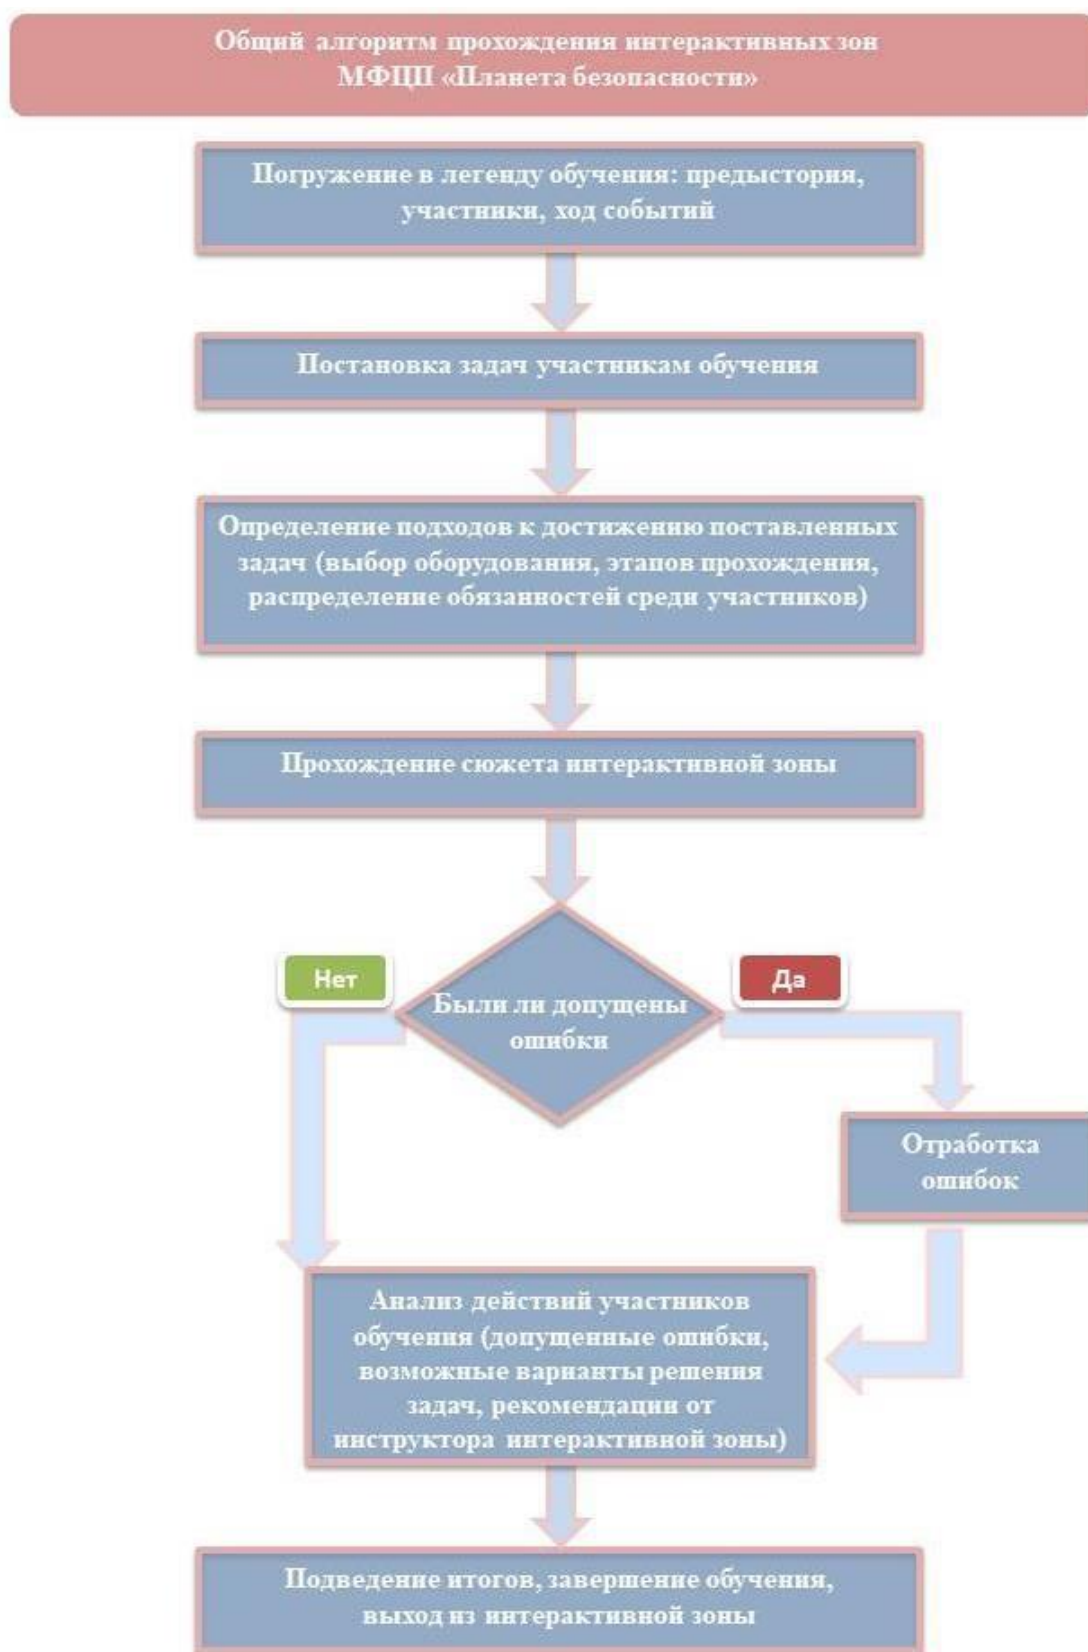 Общий алгоритм прохождения интерактивных зон
МФЦП «Планета безопасности»
Погружение в легенду обучения: предыстория,
участники, ход событий
Постановка задач участникам обучения
Определение подходов к достижению поставленных
задач (выбор оборудования, этапов прохождения,
распределение обязанностей среди участников)
Прохождение сюжета интерактивной зоны
Нет
Да
Были ли допущены
ошибки
Отработка
ошибок
Анализ действий участников
обучения (допущенные ошибки,
возможные варианты решения
задач, рекомендации от
инструктора интерактивной зоны)
Подведение итогов, завершение обучения,
выход из интерактивной зоны